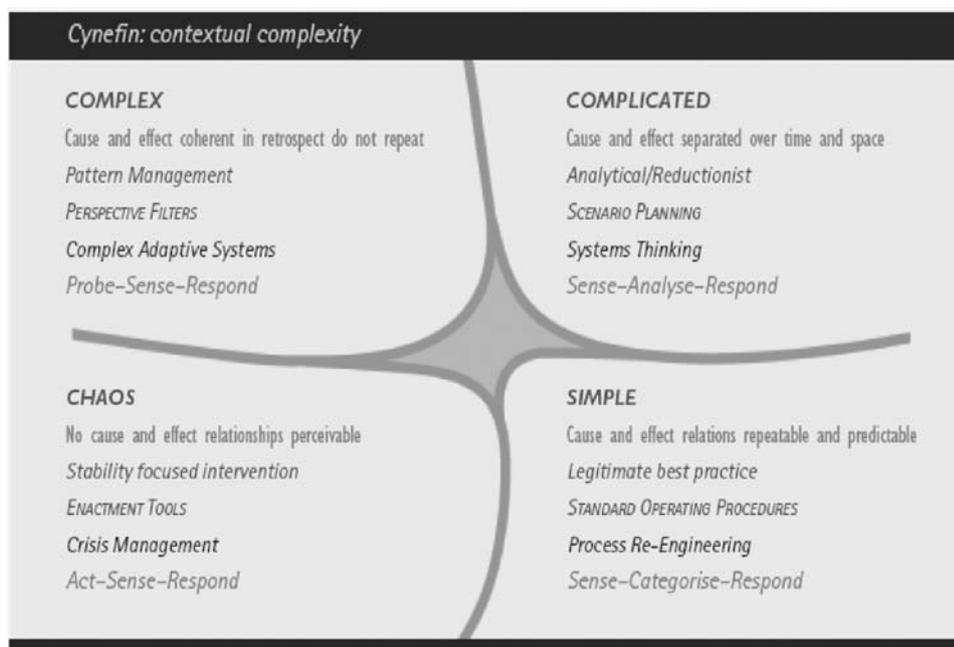 Cynefin: contextual complexity
COMPLEX
Cause and effect coherent in retrospect do not repeat
Pattern Management
PERSPECTIVE FILTERS
Complex Adaptive Systems
Probe–Sense–Respond
COMPLICATED
Cause and effect separated over time and space
Analytical/Reductionist
SCENARIO PLANNING
Systems Thinking
Sense–Analyse–Respond
CHAOS
No cause and effect relationships perceivable
Stability focused intervention
ENACTMENT TOOLS
Crisis Management
Act–Sense–Respond
SIMPLE
Cause and effect relations repeatable and predictable
Legitimate best practice
STANDARD OPERATING PROCEDURES
Process Re-Engineering
Sense–Categorise–Respond